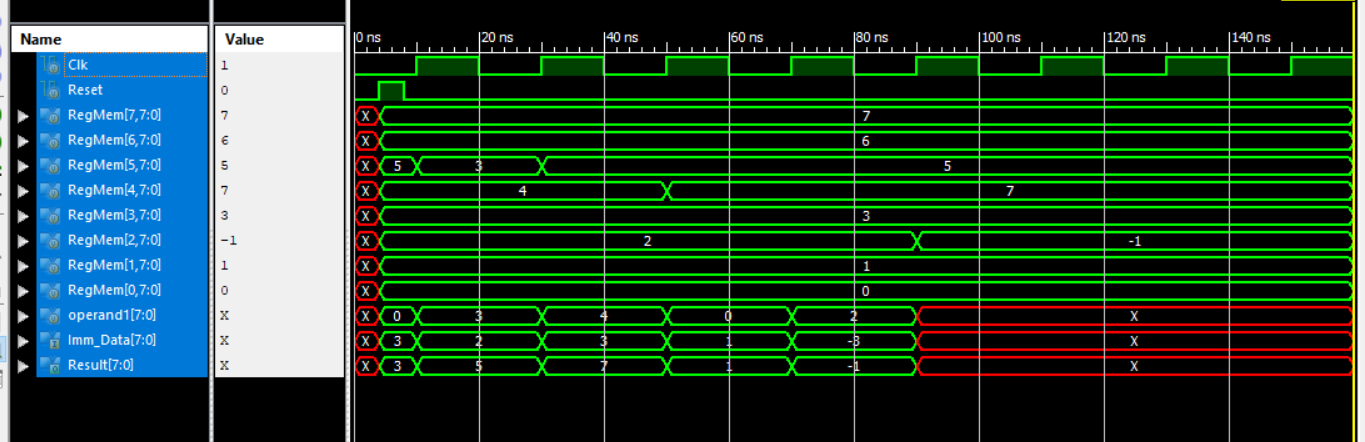 Name Value 0 ns 20 ns 40 ns 60 ns 80 ns 100 ns 120 ns 140 ns
Clk 1
Reset 0
RegMem[7,7:0] 7 X 7
RegMem[6,7:0] 6 X 6
RegMem[5,7:0] 5 X 5 3 5
RegMem[4,7:0] 7 X 4 7
RegMem[3,7:0] 3 X 3
RegMem[2,7:0] -1 X 2 -1
RegMem[1,7:0] 1 X 1
RegMem[0,7:0] 0 X 0
operand1[7:0] X X 0 3 4 0 2 X
Imm_Data[7:0] X X 3 2 3 1 -3 X
Result[7:0] X X 3 5 7 1 -1 X